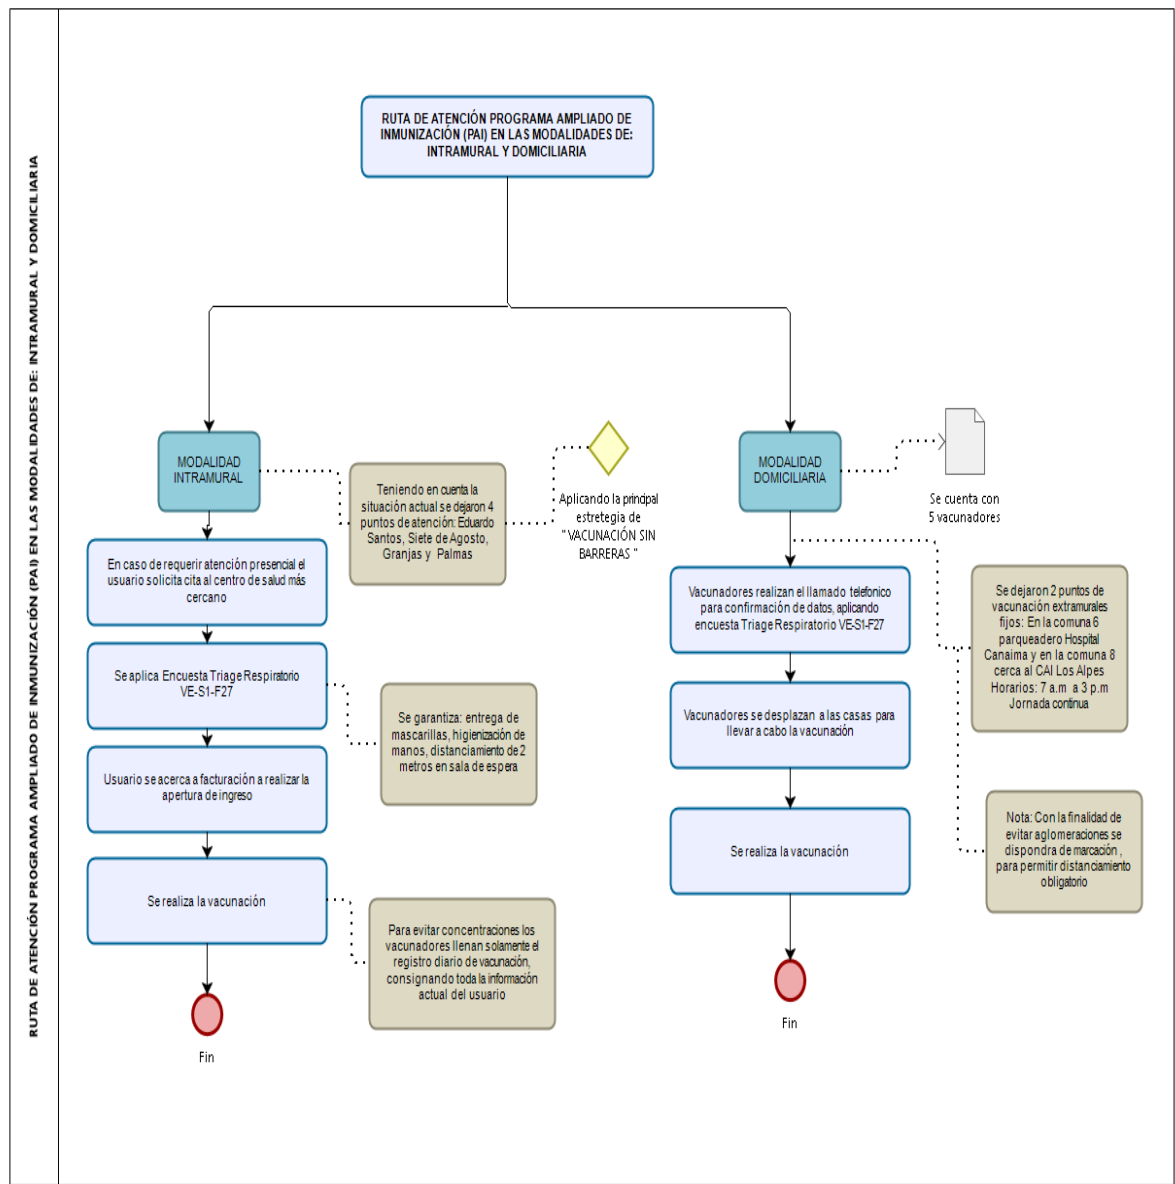 RUTA DE ATENCIÓN PROGRAMA AMPLIADO DE INMUNIZACIÓN (PAI) EN LAS MODALIDADES DE: INTRAMURAL Y DOMICILIARIA
RUTA DE ATENCIÓN PROGRAMA AMPLIADO DE
INMUNIZACIÓN (PAI) EN LAS MODALIDADES DE:
INTRAMURAL Y DOMICILIARIA
MODALIDAD
INTRAMURAL
Teniendo en cuenta la
situación actual se dejaron 4
puntos de atención: Eduardo
Santos, Siete de Agosto,
Granjas y Palmas
Aplicando la principal
estretegia de
" VACUNACIÓN SIN
BARRERAS "
En caso de requerir atención presencial el
usuario solicita cita al centro de salud más
cercano
Se aplica Encuesta Triage Respiratorio
VE-S1-F27
Se garantiza: entrega de
mascarillas, higienización de
manos, distanciamiento de 2
metros en sala de espera
Usuario se acerca a facturación a realizar la
apertura de ingreso
Se realiza la vacunación
Para evitar concentraciones los
vacunadores llenan solamente el
registro diario de vacunación,
consignando toda la información
actual del usuario
Fin
MODALIDAD
DOMICILIARIA
Se cuenta con
5 vacunadores
Vacunadores realizan el llamado telefonico
para confirmación de datos, aplicando
encuesta Triage Respiratorio VE-S1-F27
Se dejaron 2 puntos de
vacunación extramurales
fijos: En la comuna 6
parqueadero Hospital
Canaima y en la comuna 8
cerca al CAI Los Alpes
Horarios: 7 a.m a 3 p.m
Jornada continua
Vacunadores se desplazan a las casas para
llevar a cabo la vacunación
Nota: Con la finalidad de
evitar aglomeraciones se
dispondra de marcación ,
para permitir distanciamiento
obligatorio
Se realiza la vacunación
Fin